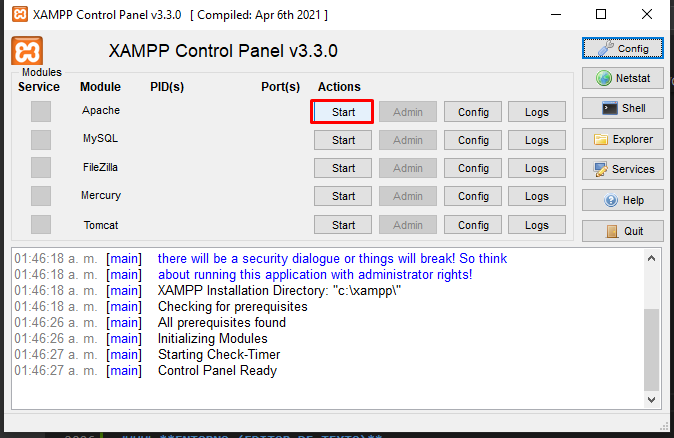 XAMPP Control Panel v3.3.0 [ Compiled: Apr 6th 2021 ]
XAMPP Control Panel v3.3.0
Config
Modules
Service Module PID(s) Port(s) Actions
Netstat
Apache Start Admin Config Logs
Shell
MySQL Start Admin Config Logs
Explorer
FileZilla Start Admin Config Logs
Services
Mercury Start Admin Config Logs
Help
Tomcat Start Admin Config Logs
Quit
01:46:18 a. m. [main] there will be a security dialogue or things will break! So think
01:46:18 a. m. [main] about running this application with administrator rights!
01:46:18 a. m. [main] XAMPP Installation Directory: "c:\xampp\"
01:46:18 a. m. [main] Checking for prerequisites
01:46:26 a. m. [main] All prerequisites found
01:46:26 a. m. [main] Initializing Modules
01:46:27 a. m. [main] Starting Check-Timer
01:46:27 a. m. [main] Control Panel Ready